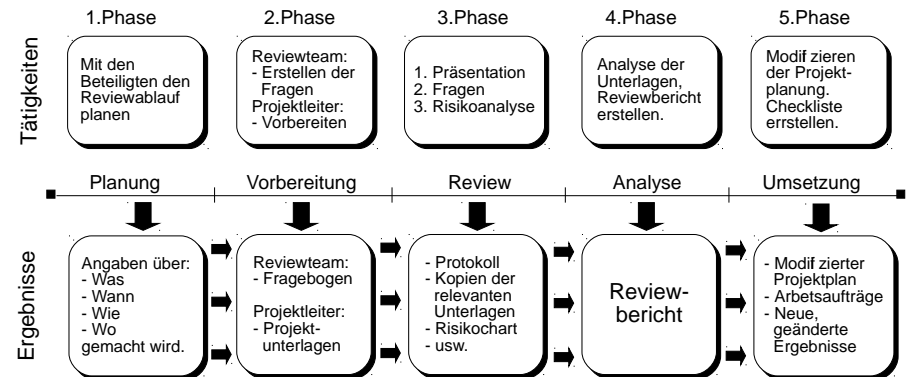 1.Phase
2.Phase
3.Phase
4.Phase
5.Phase
Tätigkeiten
Mit den
Beteiligten den
Reviewablauf
planen
Reviewteam:
- Erstellen der
Fragen
Projektleiter:
- Vorbereiten
1. Präsentation
2. Fragen
3. Risikoanalyse
Analyse der
Unterlagen,
Reviewbericht
erstellen.
Modif zieren
der Projekt-
planung.
Checkliste
errstellen.
Planung
Vorbereitung
Review
Analyse
Umsetzung
Ergebnisse
Angaben über:
- Was
- Wann
- Wie
- Wo
gemacht wird.
Reviewteam:
- Fragebogen
Projektleiter:
- Projekt-
unterlagen
- Protokoll
- Kopien der
relevanten
Unterlagen
- Risikochart
- usw.
Review-
bericht
- Modif zierter
Projektplan
- Arbeitsaufträge
- Neue,
geänderte
Ergebnisse